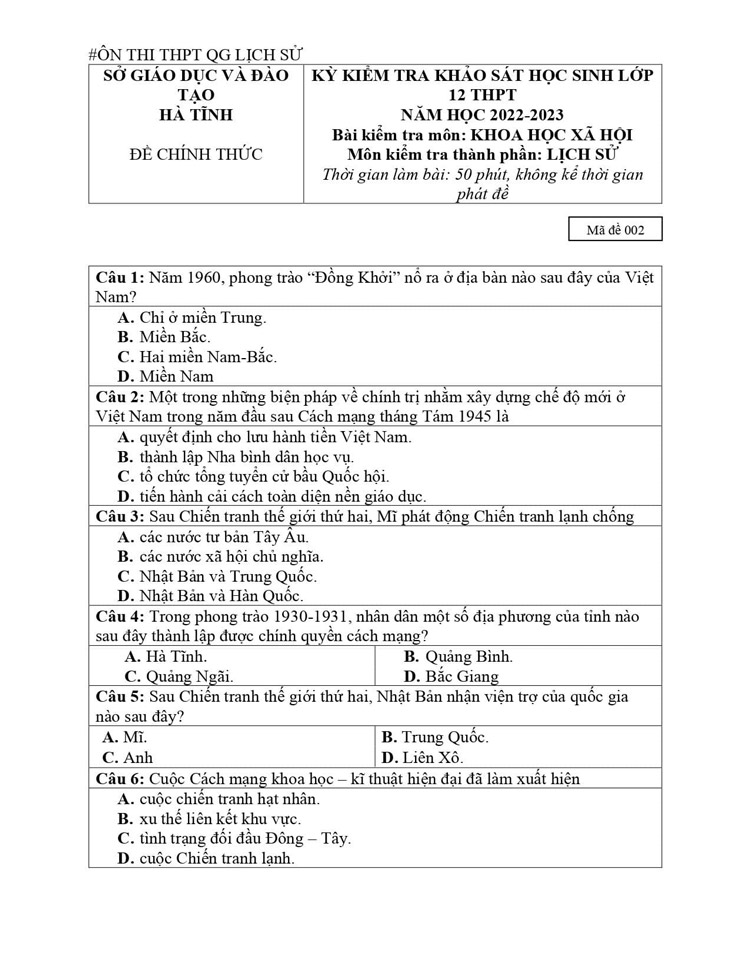 #ÔN THI THPT QG LỊCH SỬ
SỞ GIÁO DỤC VÀ ĐÀO
TẠO
HÀ TĨNH
ĐỀ CHÍNH THỨC
KỲ KIỂM TRA KHẢO SÁT HỌC SINH LỚP
12 THPT
NĂM HỌC 2022-2023
Bài kiểm tra môn: KHOA HỌC XÃ HỘI
Môn kiểm tra thành phần: LỊCH SỬ
Thời gian làm bài: 50 phút, không kể thời gian
phát đề
Mã đề 002
Câu 1: Năm 1960, phong trào “Đồng Khởi” nổ ra ở địa bàn nào sau đây của Việt
Nam?
A. Chỉ ở miền Trung.
B. Miền Bắc.
C. Hai miền Nam-Bắc.
D. Miền Nam
Câu 2: Một trong những biện pháp về chính trị nhằm xây dựng chế độ mới ở
Việt Nam trong năm đầu sau Cách mạng tháng Tám 1945 là
A. quyết định cho lưu hành tiền Việt Nam.
B. thành lập Nha bình dân học vụ.
C. tổ chức tổng tuyển cử bầu Quốc hội.
D. tiến hành cải cách toàn diện nền giáo dục.
Câu 3: Sau Chiến tranh thế giới thứ hai, Mĩ phát động Chiến tranh lạnh chống
A. các nước tư bản Tây Âu.
B. các nước xã hội chủ nghĩa.
C. Nhật Bản và Trung Quốc.
D. Nhật Bản và Hàn Quốc.
Câu 4: Trong phong trào 1930-1931, nhân dân một số địa phương của tỉnh nào
sau đây thành lập được chính quyền cách mạng?
A. Hà Tĩnh.
B. Quảng Bình.
C. Quảng Ngãi.
D. Bắc Giang
Câu 5: Sau Chiến tranh thế giới thứ hai, Nhật Bản nhận viện trợ của quốc gia
nào sau đây?
A. Mĩ.
B. Trung Quốc.
C. Anh
D. Liên Xô.
Câu 6: Cuộc Cách mạng khoa học – kĩ thuật hiện đại đã làm xuất hiện
A. cuộc chiến tranh hạt nhân.
B. xu thế liên kết khu vực.
C. tình trạng đối đầu Đông – Tây.
D. cuộc Chiến tranh lạnh.